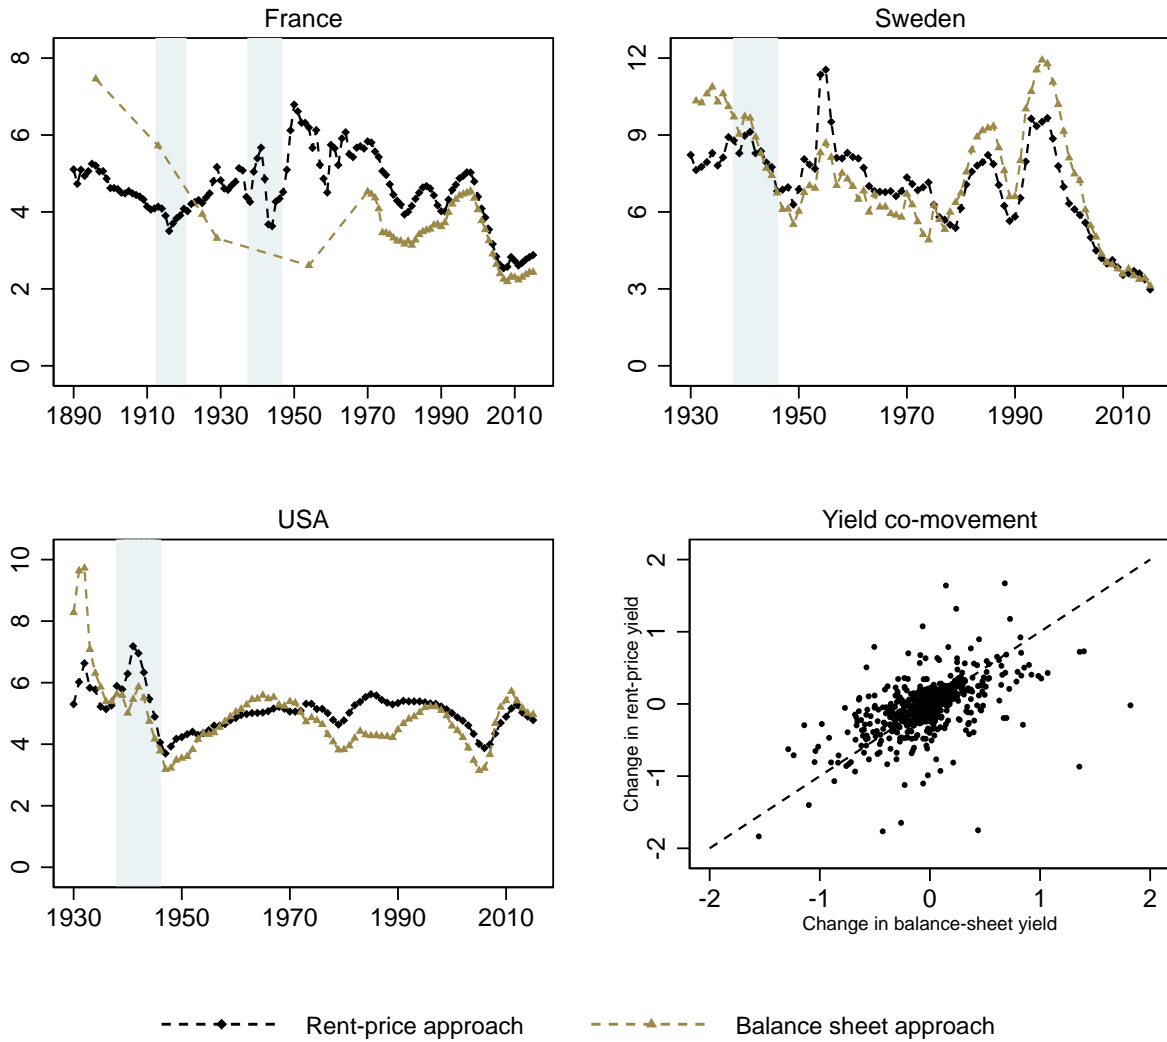 France
8
6
4
2
0
1890 1910 1930 1950 1970 1990 2010
Sweden
12
9
6
3
0
1930 1950 1970 1990 2010
USA
10
8
6
4
2
0
1930 1950 1970 1990 2010
Yield co-movement
Change in rent-price yield
2
1
0
-1
-2
-2 -1 0 1 2
Change in balance-sheet yield
Rent-price approach Balance sheet approach